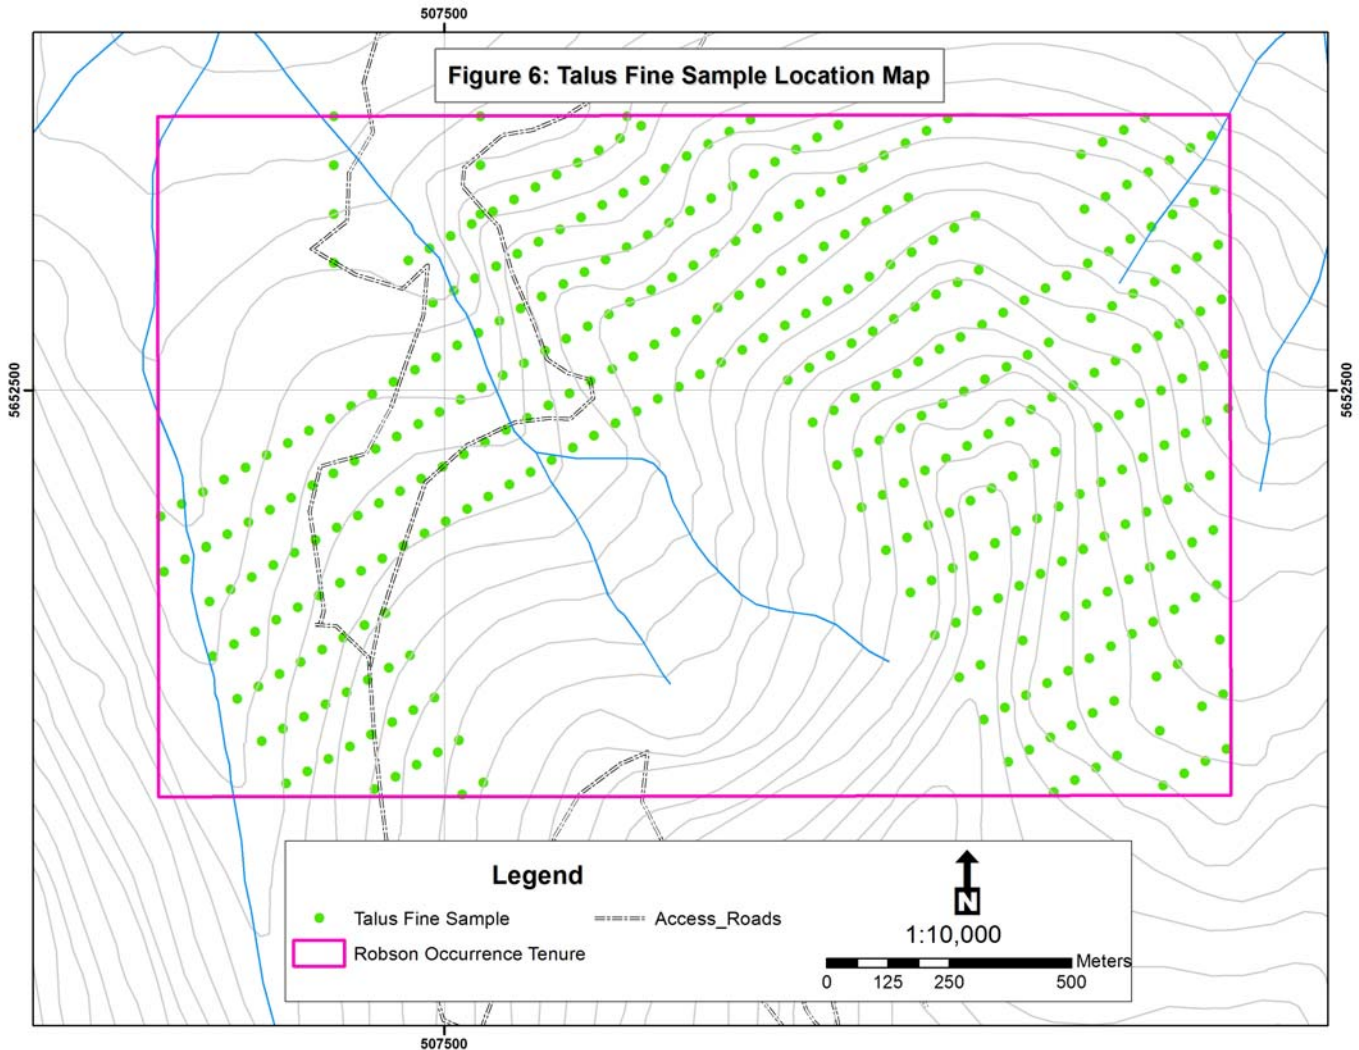 507500
Figure 6: Talus Fine Sample Location Map
5652500
5652500
Legend
Talus Fine Sample
Access_Roads
Robson Occurrence Tenure
N
1:10,000
Meters
0 125 250 500
507500